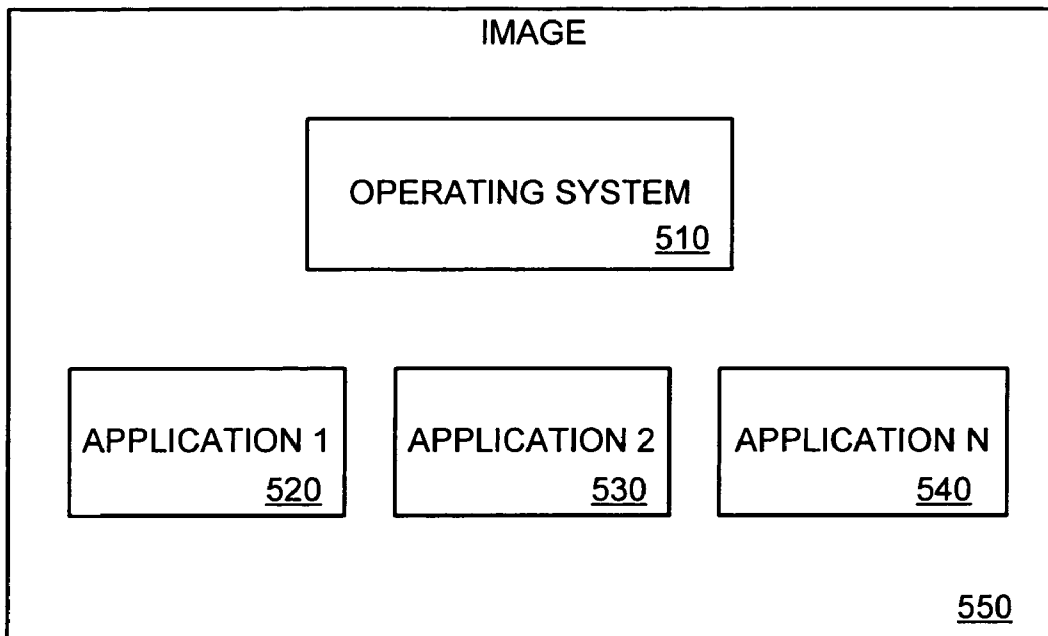 IMAGE
OPERATING SYSTEM
510
APPLICATION 1
520
APPLICATION 2
530
APPLICATION N
540
550